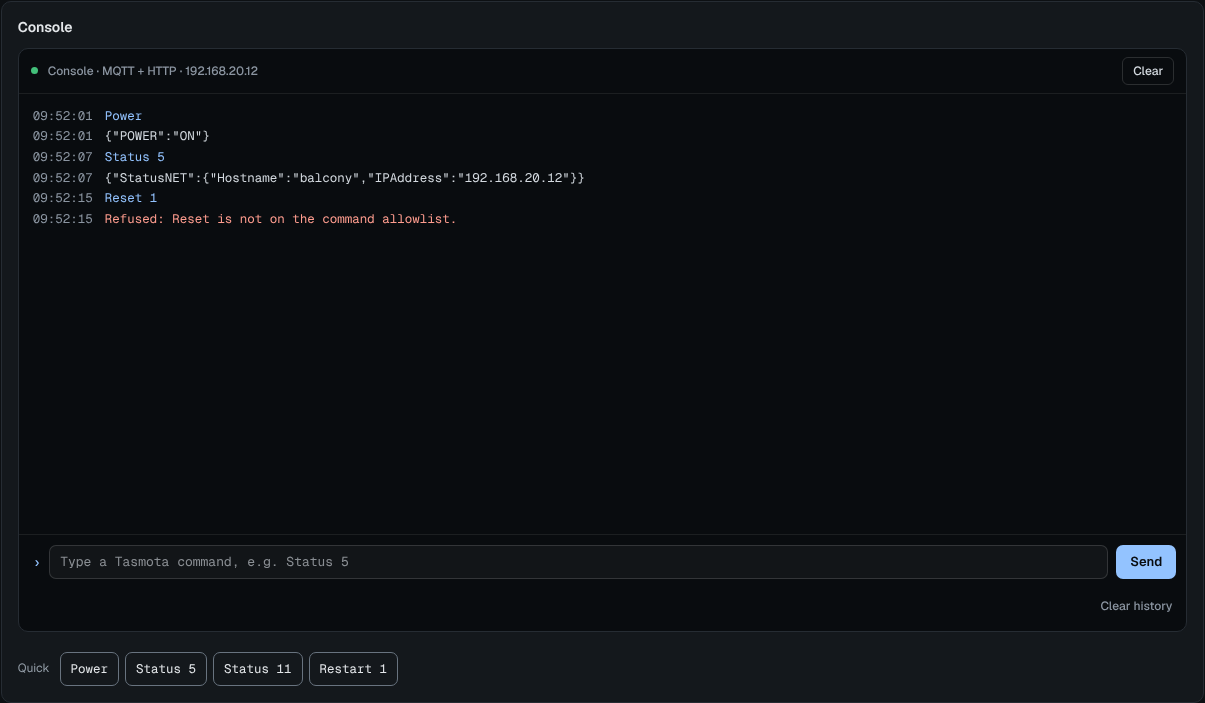 Console
Console · MQTT + HTTP · 192.168.20.12
Clear
09:52:01 Power
09:52:01 {"POWER":"ON"}
09:52:07 Status 5
09:52:07 {"StatusNET":{"Hostname":"balcony","IPAddress":"192.168.20.12"}}
09:52:15 Reset 1
09:52:15 Refused: Reset is not on the command allowlist.
› Type a Tasmota command, e.g. Status 5
Send
Clear history
Quick Power Status 5 Status 11 Restart 1